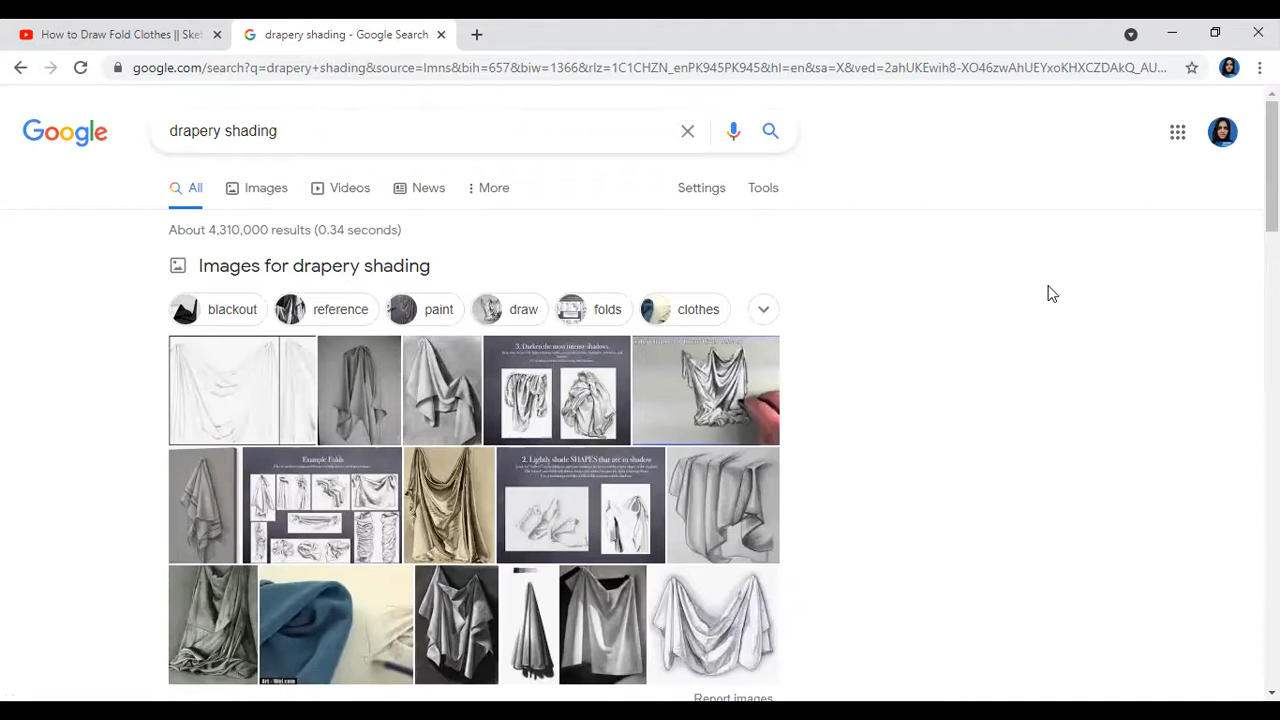 How to Draw Fold Clothes || Sket
drapery shading - Google Search
google.com/search?q=drapery+shading&source=lmns&bih=657&biw=1366&rlz=1C1CHZN_enPK945PK945&hl=en&sa=X&ved=2ahUKEwih8-XO46zwAhUEYxoKHXCZDAkQ_AU...
Google
drapery shading
All
Images
Videos
News
More
Settings
Tools
About 4,310,000 results (0.34 seconds)
Images for drapery shading
blackout
reference
paint
draw
folds
clothes
3. Darken the most intense shadows.
Example Folds
2. Lightly shade SHAPES that are in shadow
Report images